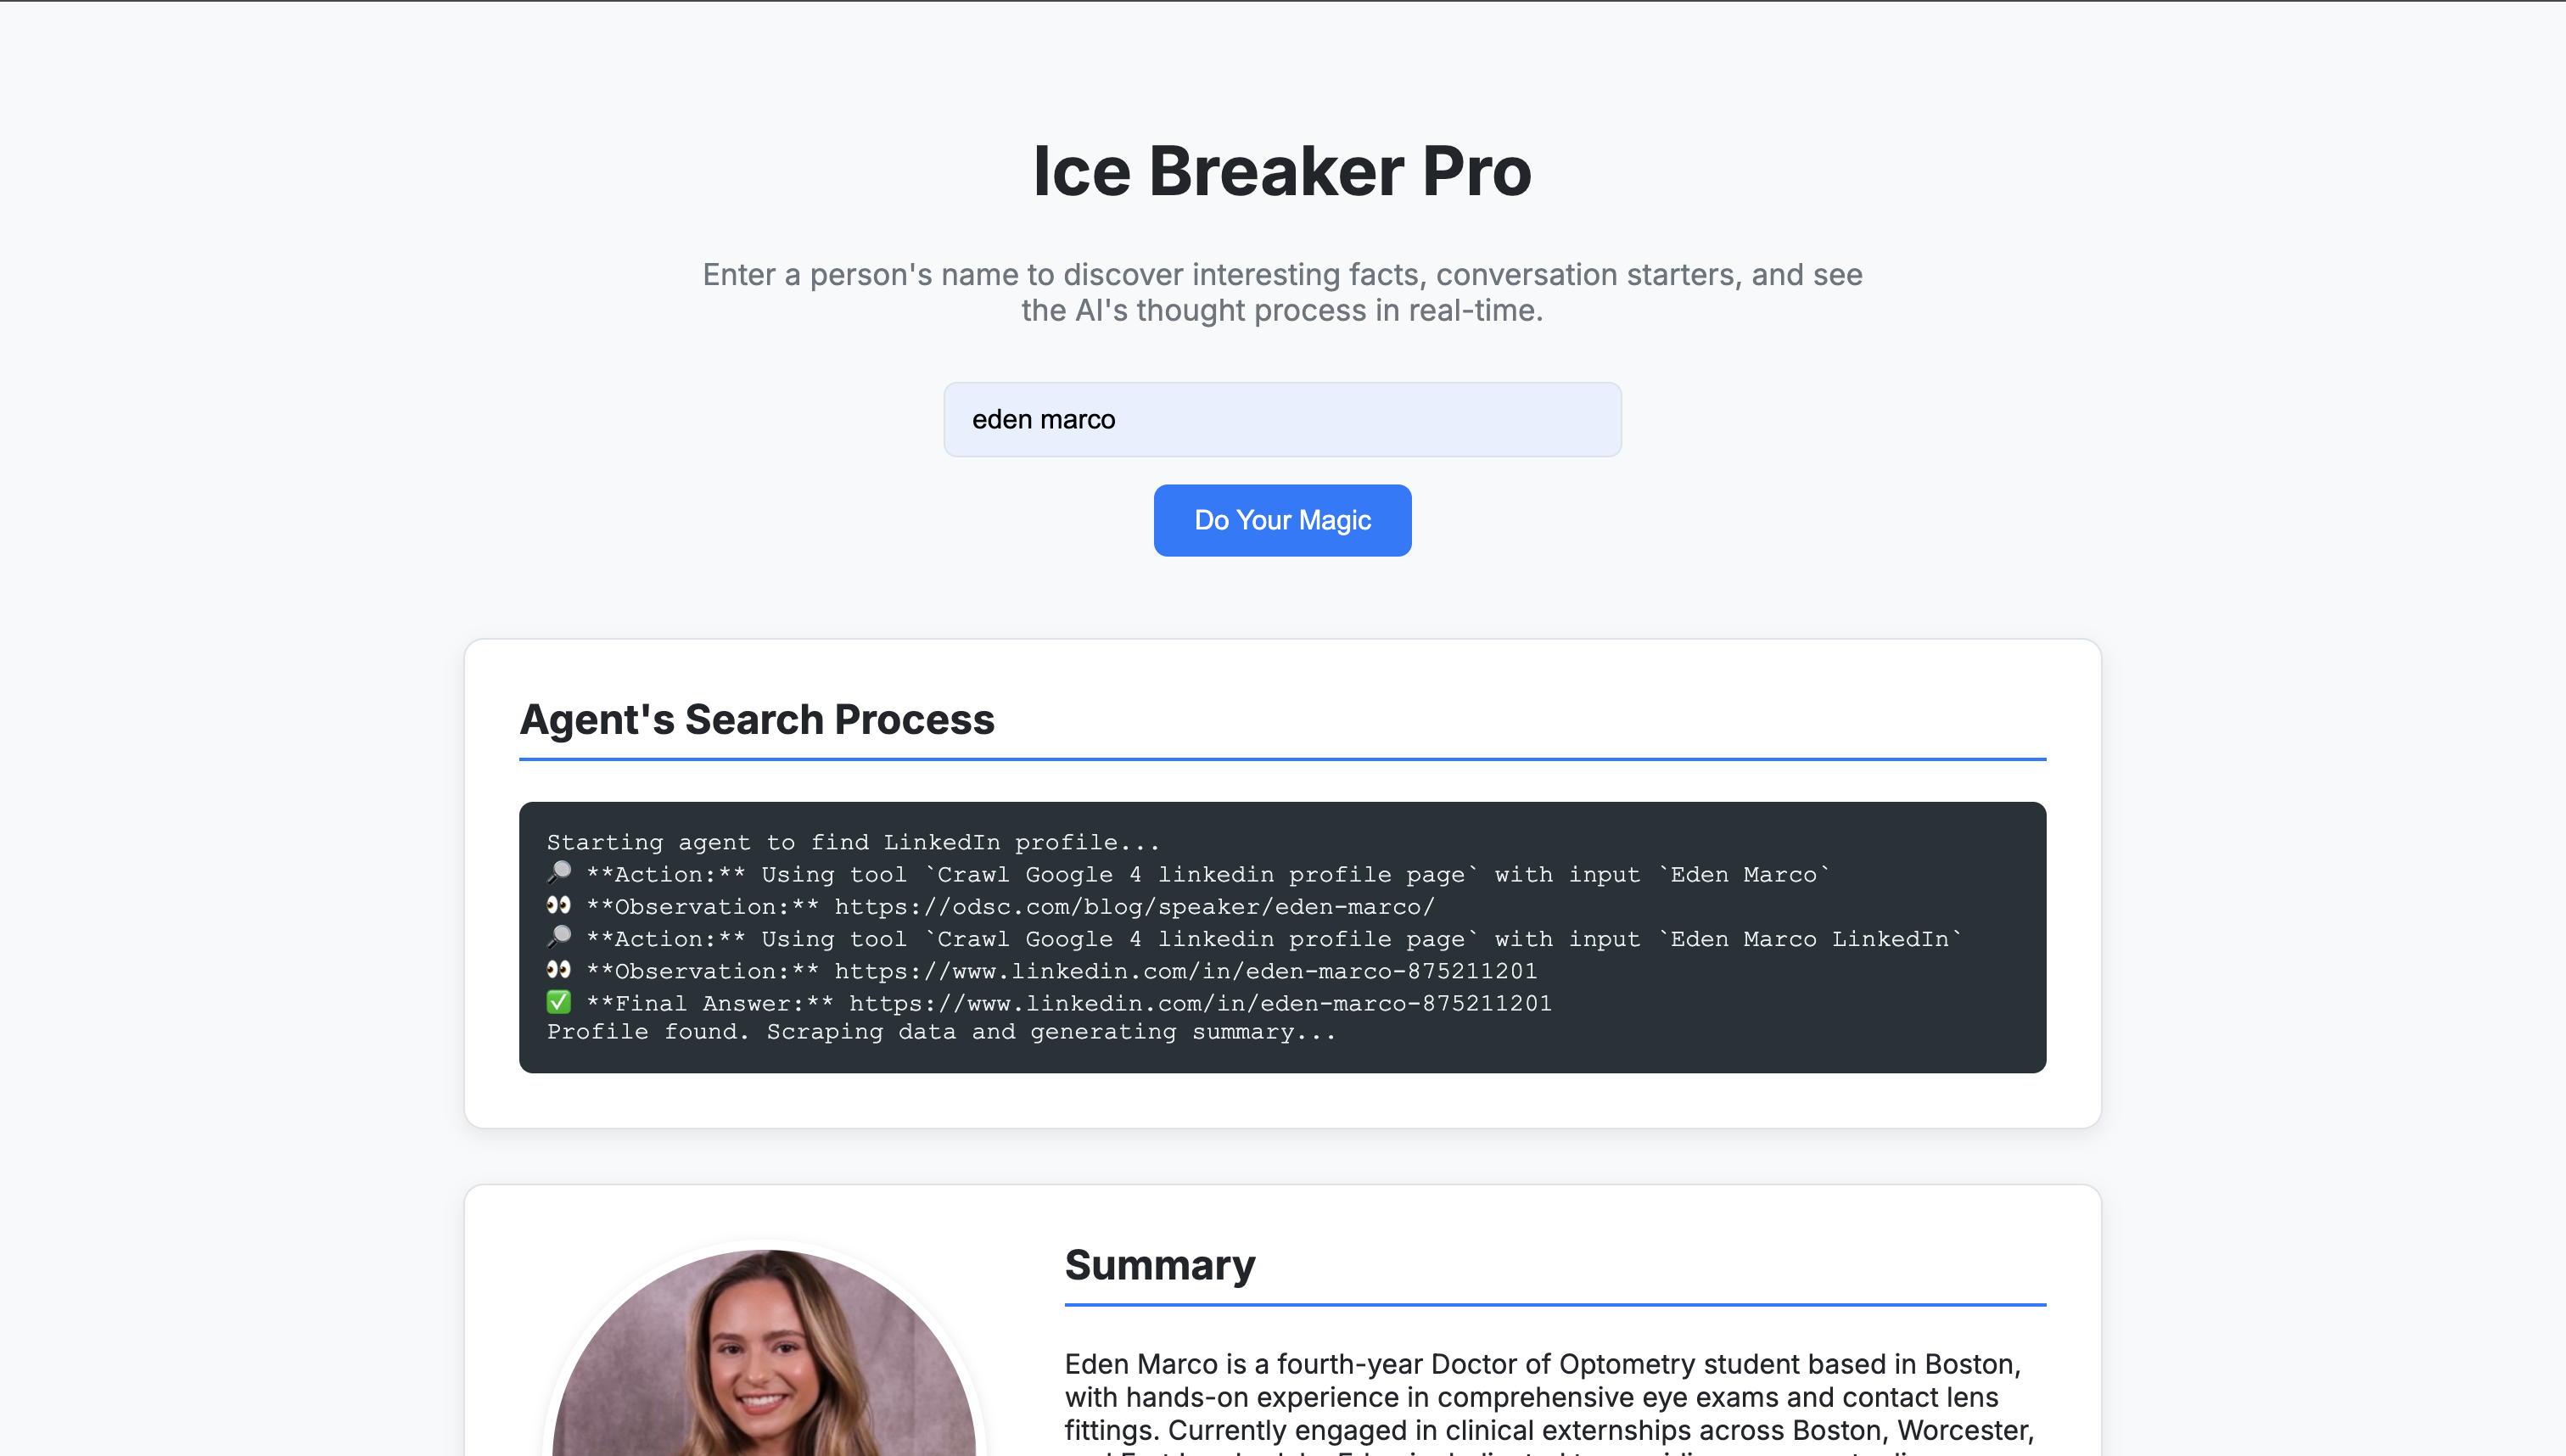 Ice Breaker Pro
Enter a person's name to discover interesting facts, conversation starters, and see
the AI's thought process in real-time.
eden marco
Do Your Magic
Agent's Search Process
Starting agent to find LinkedIn profile...
🔎 **Action:** Using tool `Crawl Google 4 linkedin profile page` with input `Eden Marco`
👀 **Observation:** https://odsc.com/blog/speaker/eden-marco/
🔎 **Action:** Using tool `Crawl Google 4 linkedin profile page` with input `Eden Marco LinkedIn`
👀 **Observation:** https://www.linkedin.com/in/eden-marco-875211201
✅ **Final Answer:** https://www.linkedin.com/in/eden-marco-875211201
Profile found. Scraping data and generating summary...
Summary
Eden Marco is a fourth-year Doctor of Optometry student based in Boston,
with hands-on experience in comprehensive eye exams and contact lens
fittings. Currently engaged in clinical externships across Boston, Worcester,